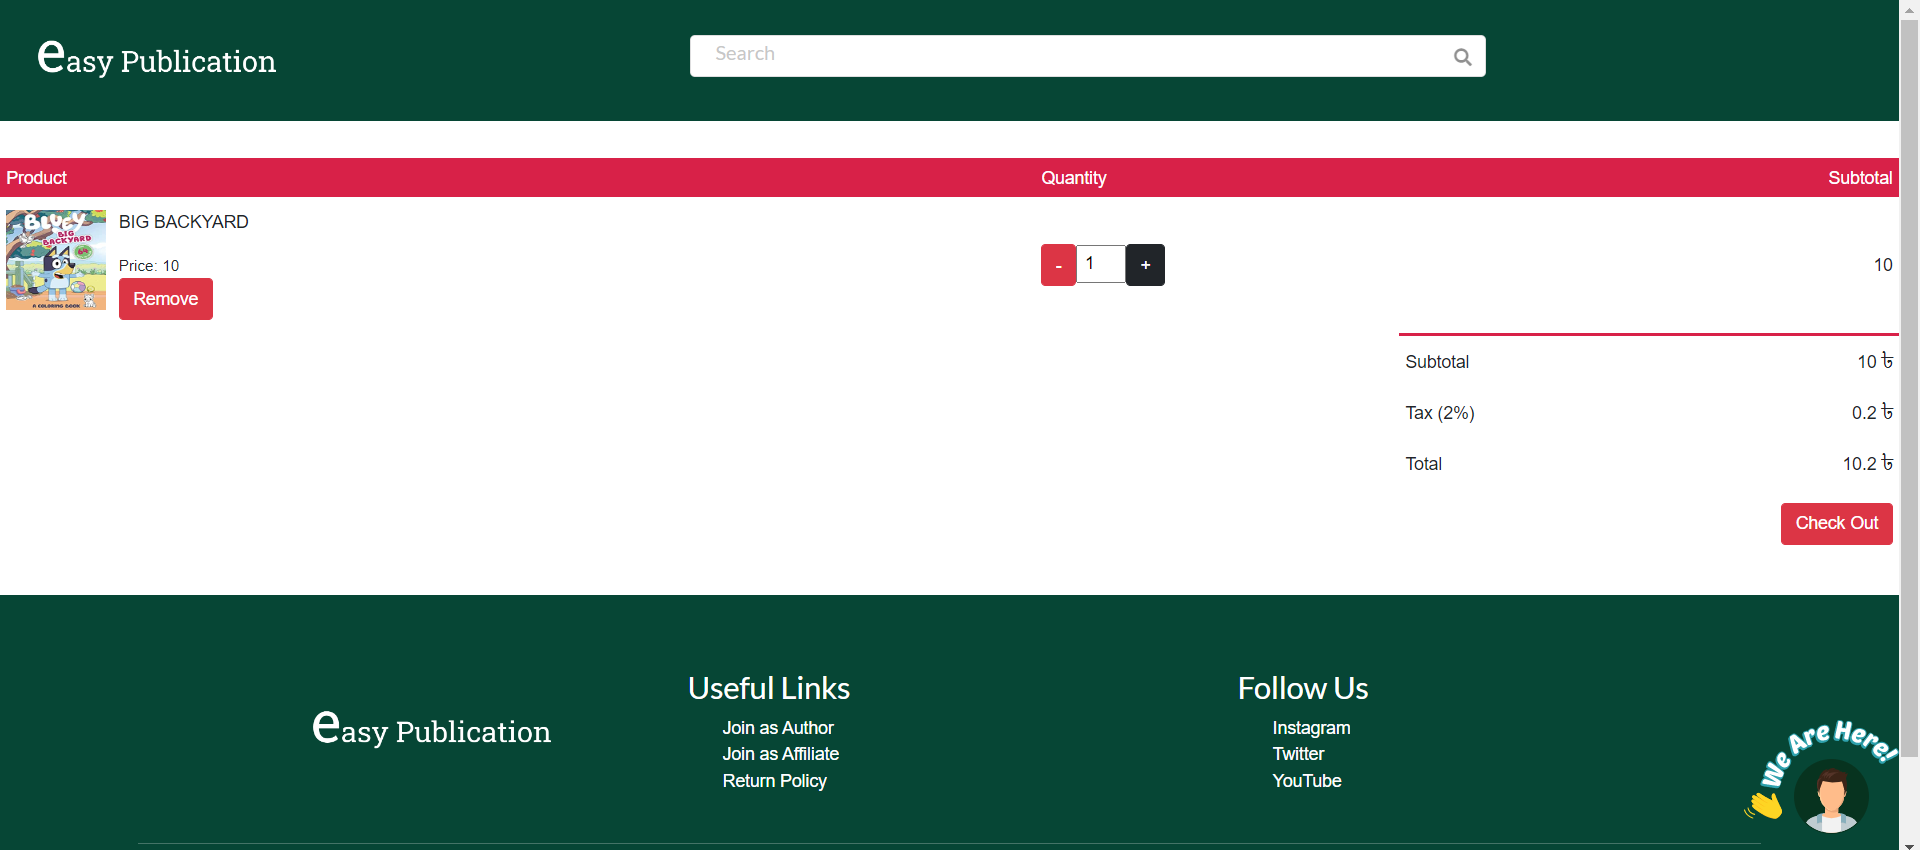 easy Publication
Search
Product Quantity Subtotal
BLUEY
BIG
BACKYARD
A COLORING BOOK
BIG BACKYARD
Price: 10
Remove
- 1 +
10
Subtotal 10 ৳
Tax (2%) 0.2 ৳
Total 10.2 ৳
Check Out
easy Publication
Useful Links
Join as Author
Join as Affiliate
Return Policy
Follow Us
Instagram
Twitter
YouTube
We Are Here!